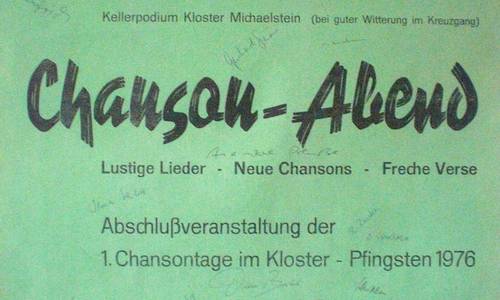 Kellerpodium Kloster Michaelstein (bei guter Witterung im Kreuzgang)
Chanson-Abend
Lustige Lieder - Neue Chansons - Freche Verse
Abschlußveranstaltung der
1. Chansontage im Kloster - Pfingsten 1976